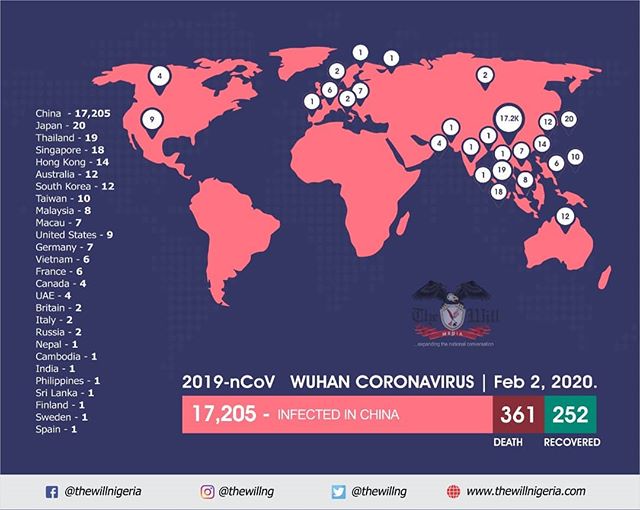 China - 17,205
Japan - 20
Thailand - 19
Singapore - 18
Hong Kong - 14
Australia - 12
South Korea - 12
Taiwan - 10
Malaysia - 8
Macau - 7
United States - 9
Germany - 7
Vietnam - 6
France - 6
Canada - 4
UAE - 4
Britain - 2
Italy - 2
Russia - 2
Nepal - 1
Cambodia - 1
India - 1
Philippines - 1
Sri Lanka - 1
Finland - 1
Sweden - 1
Spain - 1
1
1
4
2
2
6
7
1
2
9
17.2K
12
20
1
1
4
1
14
1
7
6
10
19
1
8
18
12
The Will
MEDIA
...expanding the national conversation
2019-nCoV WUHAN CORONAVIRUS | Feb 2, 2020.
17,205 - INFECTED IN CHINA 361 252
DEATH RECOVERED
@thewillnigeria @thewillng @thewillng www.thewillnigeria.com